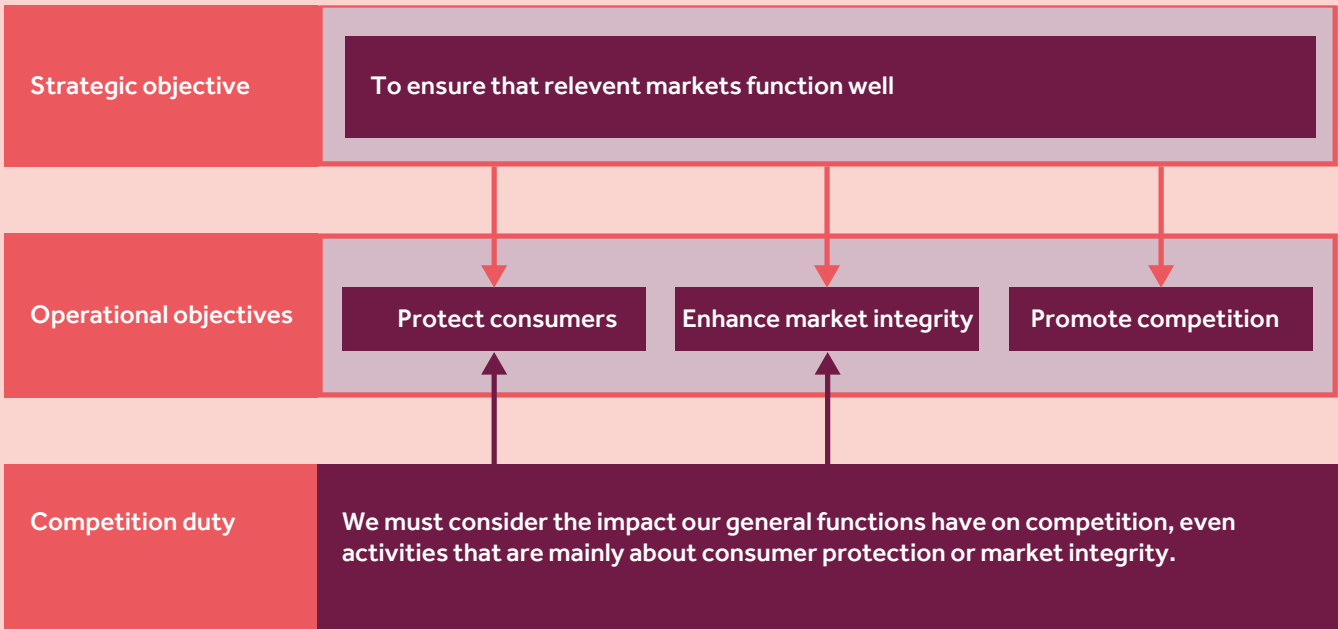 Strategic objective
To ensure that relevent markets function well
Operational objectives
Protect consumers
Enhance market integrity
Promote competition
Competition duty
We must consider the impact our general functions have on competition, even
activities that are mainly about consumer protection or market integrity.